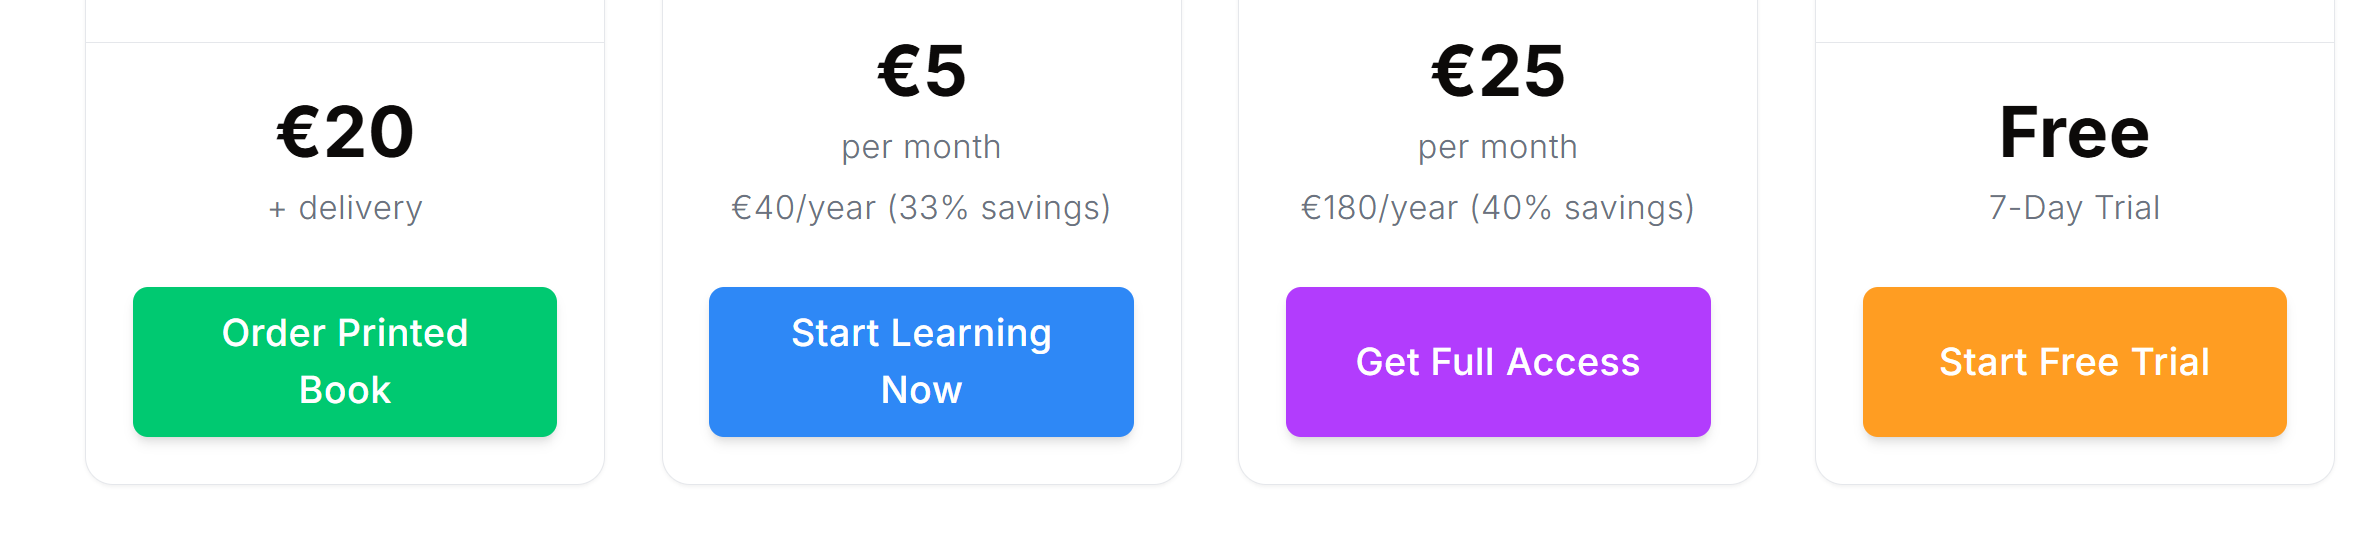 €20
+ delivery
Order Printed
Book
€5
per month
€40/year (33% savings)
Start Learning
Now
€25
per month
€180/year (40% savings)
Get Full Access
Free
7-Day Trial
Start Free Trial